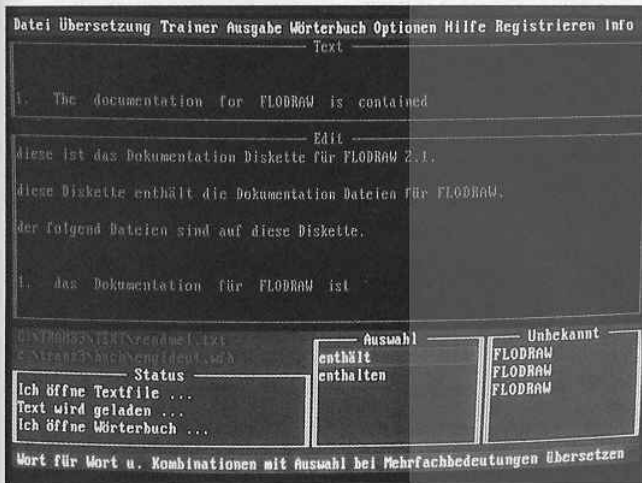 Datei Übersetzung Trainer Ausgabe Wörterbuch Optionen Hilfe Registrieren Info
Text
1. The documentation for FLODRAW is contained
Edit
diese ist das Dokumentation Diskette für FLODRAW 2.1.
diese Diskette enthält die Dokumentation Dateien für FLODRAW.
der folgend Dateien sind auf diese Diskette.
1. das Dokumentation für FLODRAW ist
Status
Ich öffne Textfile ...
Text wird geladen ...
Ich öffne Wörterbuch ...
Auswahl
enthält
enthalten
Unbekannt
FLODRAW
FLODRAW
FLODRAW
Wort für Wort u. Kombinationen mit Auswahl bei Mehrfachbedeutungen übersetzen